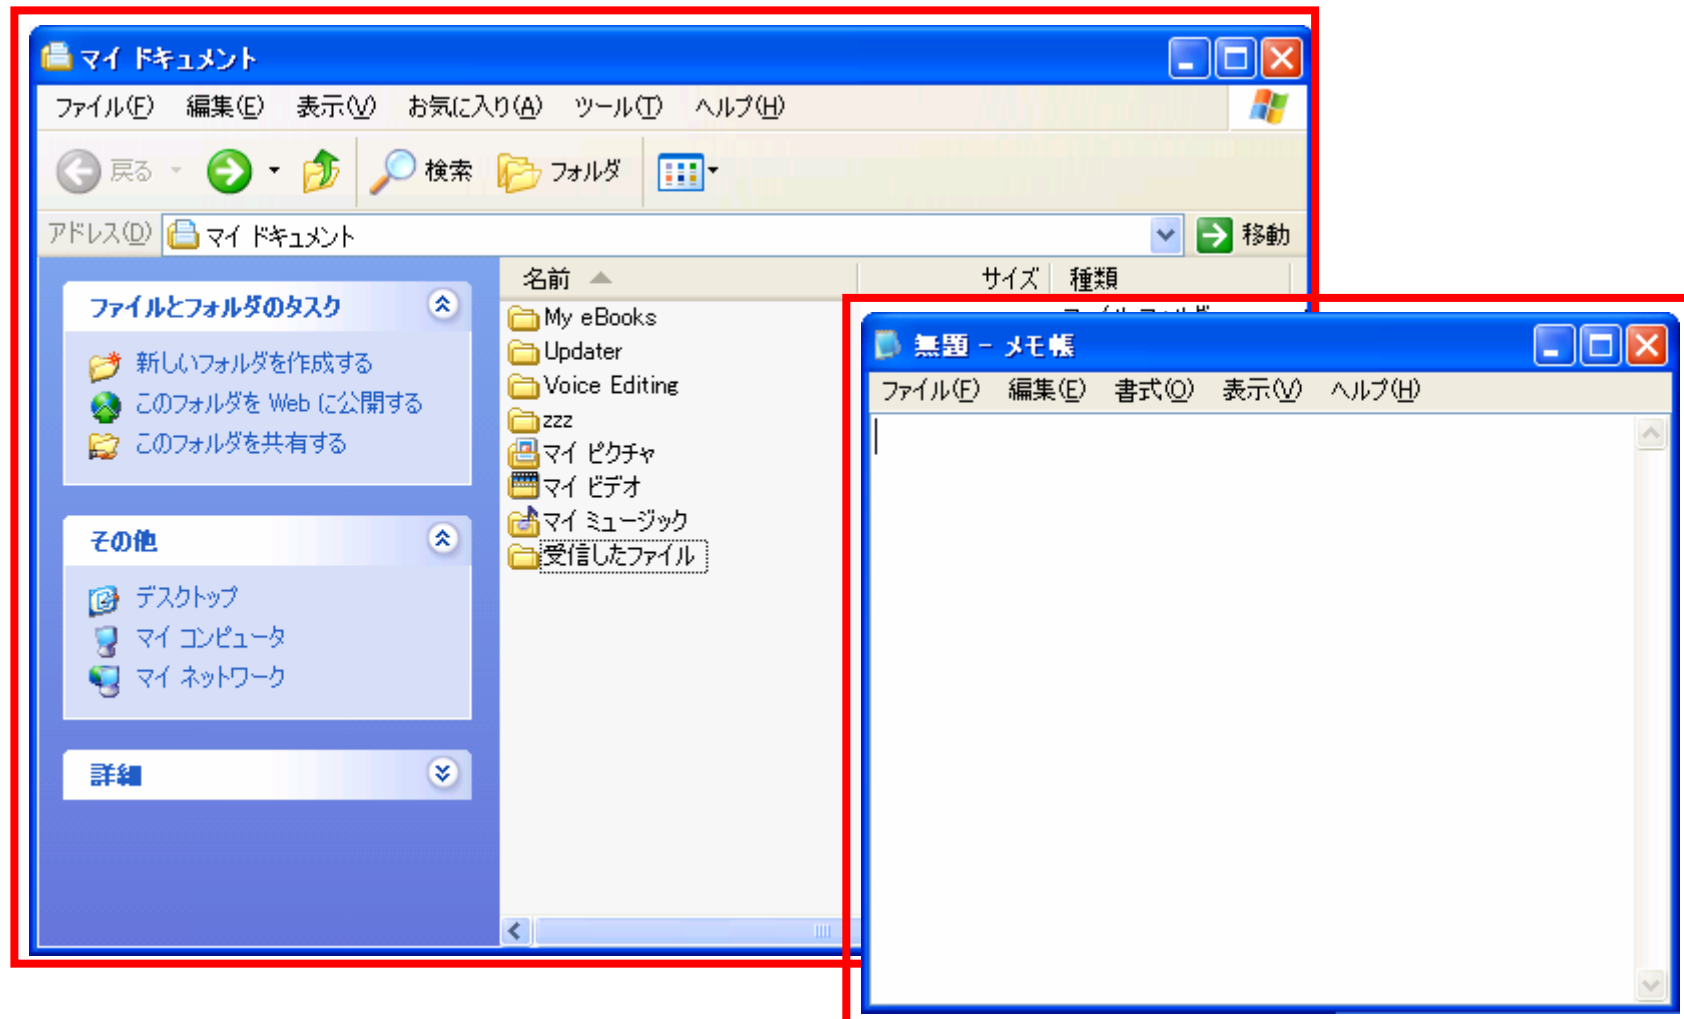 マイ ドキュメント
ファイル(F) 編集(E) 表示(V) お気に入り(A) ツール(T) ヘルプ(H)
戻る 検索 フォルダ
アドレス(D) マイ ドキュメント 移動
名前 サイズ 種類
ファイルとフォルダのタスク
新しいフォルダを作成する
このフォルダを Web に公開する
このフォルダを共有する
その他
デスクトップ
マイ コンピュータ
マイ ネットワーク
詳細
My eBooks
Updater
Voice Editing
zzz
マイ ピクチャ
マイ ビデオ
マイ ミュージック
受信したファイル
無題 - メモ帳
ファイル(F) 編集(E) 書式(O) 表示(V) ヘルプ(H)